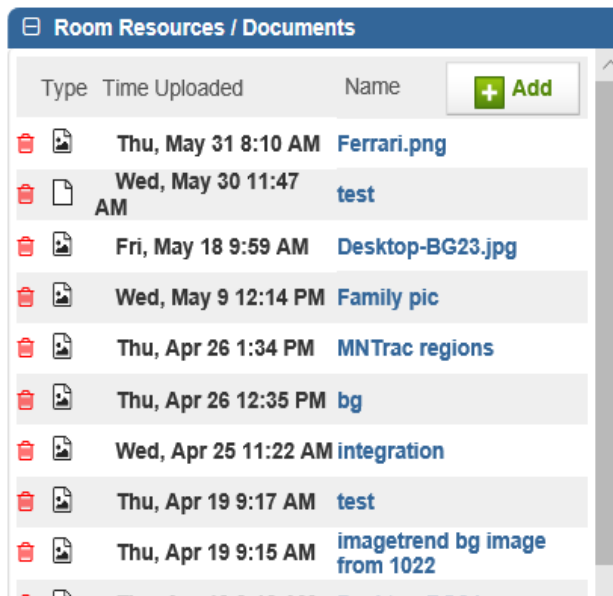 Room Resources / Documents
Type Time Uploaded Name Add
Thu, May 31 8:10 AM Ferrari.png
Wed, May 30 11:47
AM test
Fri, May 18 9:59 AM Desktop-BG23.jpg
Wed, May 9 12:14 PM Family pic
Thu, Apr 26 1:34 PM MNTrac regions
Thu, Apr 26 12:35 PM bg
Wed, Apr 25 11:22 AM integration
Thu, Apr 19 9:17 AM test
Thu, Apr 19 9:15 AM imagetrend bg image
from 1022